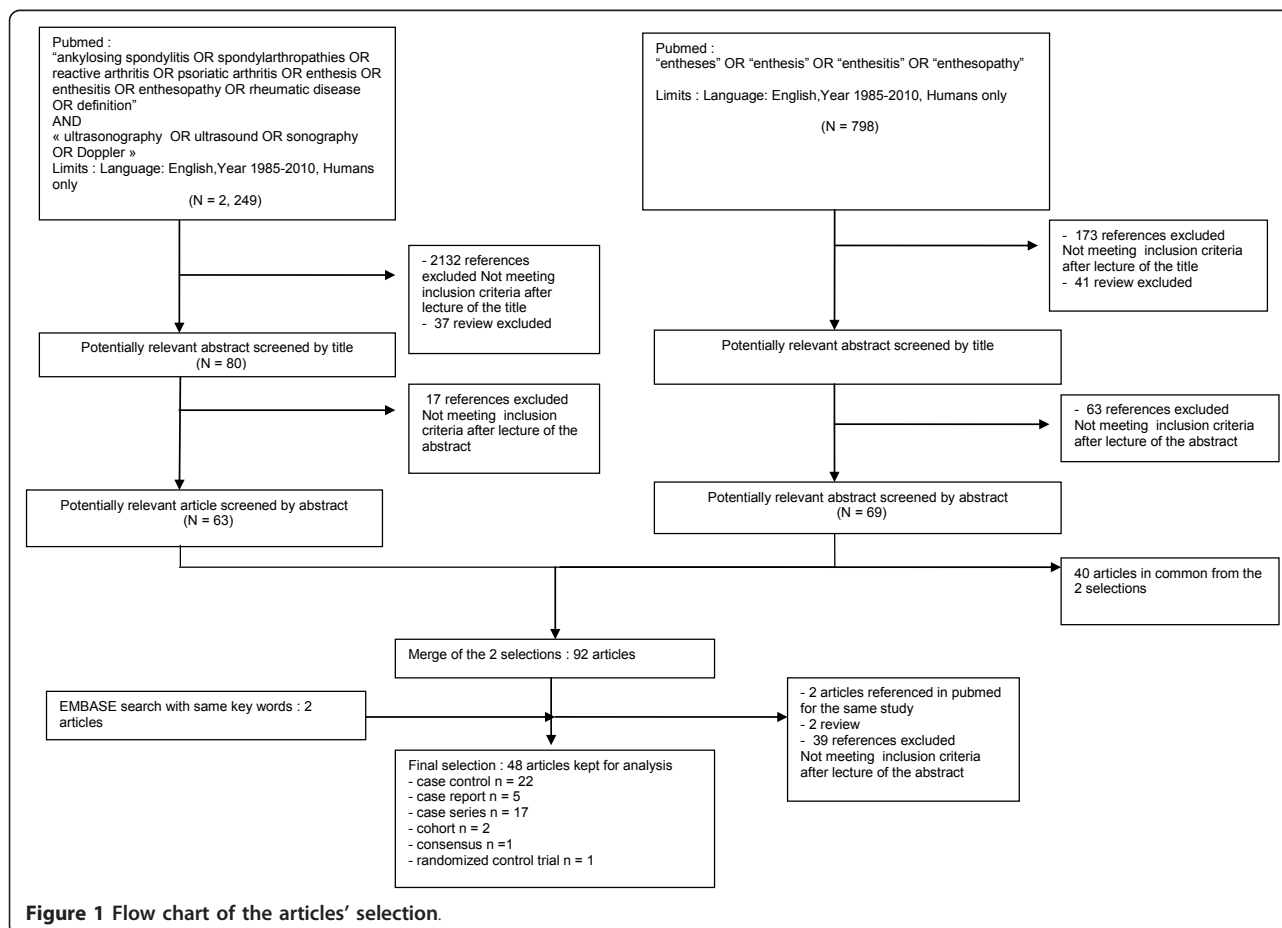 Pubmed :
“ankylosing spondylitis OR spondylarthropathies OR
reactive arthritis OR psoriatic arthritis OR enthesis OR
enthesitis OR enthesopathy OR rheumatic disease
OR definition”
AND
« ultrasonography OR ultrasound OR sonography
OR Doppler »
Limits : Language: English,Year 1985-2010, Humans
only
(N = 2, 249)
Pubmed :
“entheses” OR “enthesis” OR “enthesitis” OR “enthesopathy”
Limits : Language: English,Year 1985-2010, Humans only
(N = 798)
- 2132 references
excluded Not meeting
inclusion criteria after
lecture of the title
- 37 review excluded
- 173 references excluded
Not meeting inclusion criteria
after lecture of the title
- 41 review excluded
Potentially relevant abstract screened by title
(N = 80)
Potentially relevant abstract screened by title
17 references excluded
Not meeting inclusion
criteria after lecture of the
abstract
- 63 references excluded
Not meeting inclusion criteria
after lecture of the abstract
Potentially relevant article screened by abstract
(N = 63)
Potentially relevant abstract screened by abstract
(N = 69)
40 articles in common from the
2 selections
Merge of the 2 selections : 92 articles
EMBASE search with same key words : 2
articles
- 2 articles referenced in pubmed
for the same study
- 2 review
- 39 references excluded
Not meeting inclusion criteria
after lecture of the abstract
Final selection : 48 articles kept for analysis
- case control n = 22
- case report n = 5
- case series n = 17
- cohort n = 2
- consensus n =1
- randomized control trial n = 1
Figure 1 Flow chart of the articles’ selection.